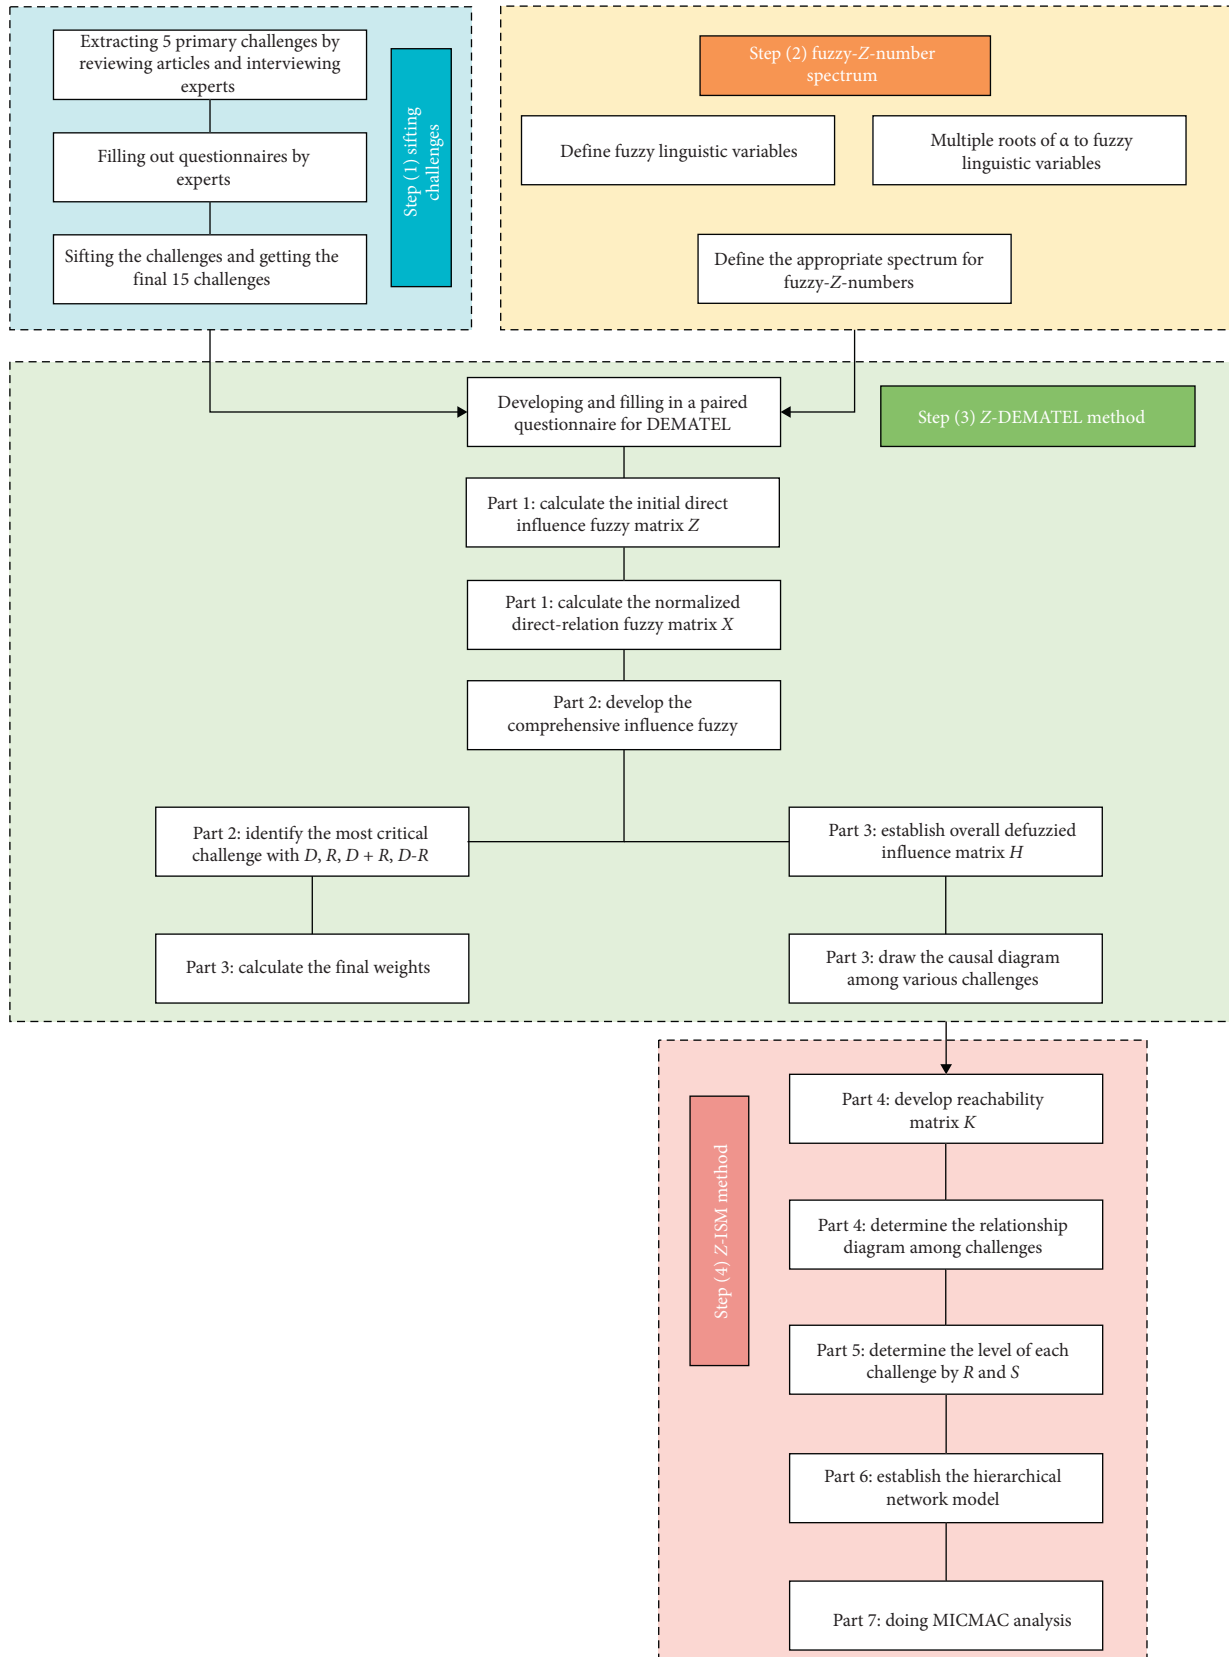 Extracting 5 primary challenges by
reviewing articles and interviewing
experts
Filling out questionnaires by
experts
Sifting the challenges and getting the
final 15 challenges
Step (1) sifting
challenges
Step (2) fuzzy-Z-number
spectrum
Define fuzzy linguistic variables
Multiple roots of α to fuzzy
linguistic variables
Define the appropriate spectrum for
fuzzy-Z-numbers
Developing and filling in a paired
questionnaire for DEMATEL
Step (3) Z-DEMATEL method
Part 1: calculate the initial direct
influence fuzzy matrix Z
Part 1: calculate the normalized
direct-relation fuzzy matrix X
Part 2: develop the
comprehensive influence fuzzy
Part 2: identify the most critical
challenge with D, R, D + R, D-R
Part 3: calculate the final weights
Part 3: establish overall defuzzied
influence matrix H
Part 3: draw the causal diagram
among various challenges
Step (4) Z-ISM method
Part 4: develop reachability
matrix K
Part 4: determine the relationship
diagram among challenges
Part 5: determine the level of each
challenge by R and S
Part 6: establish the hierarchical
network model
Part 7: doing MICMAC analysis